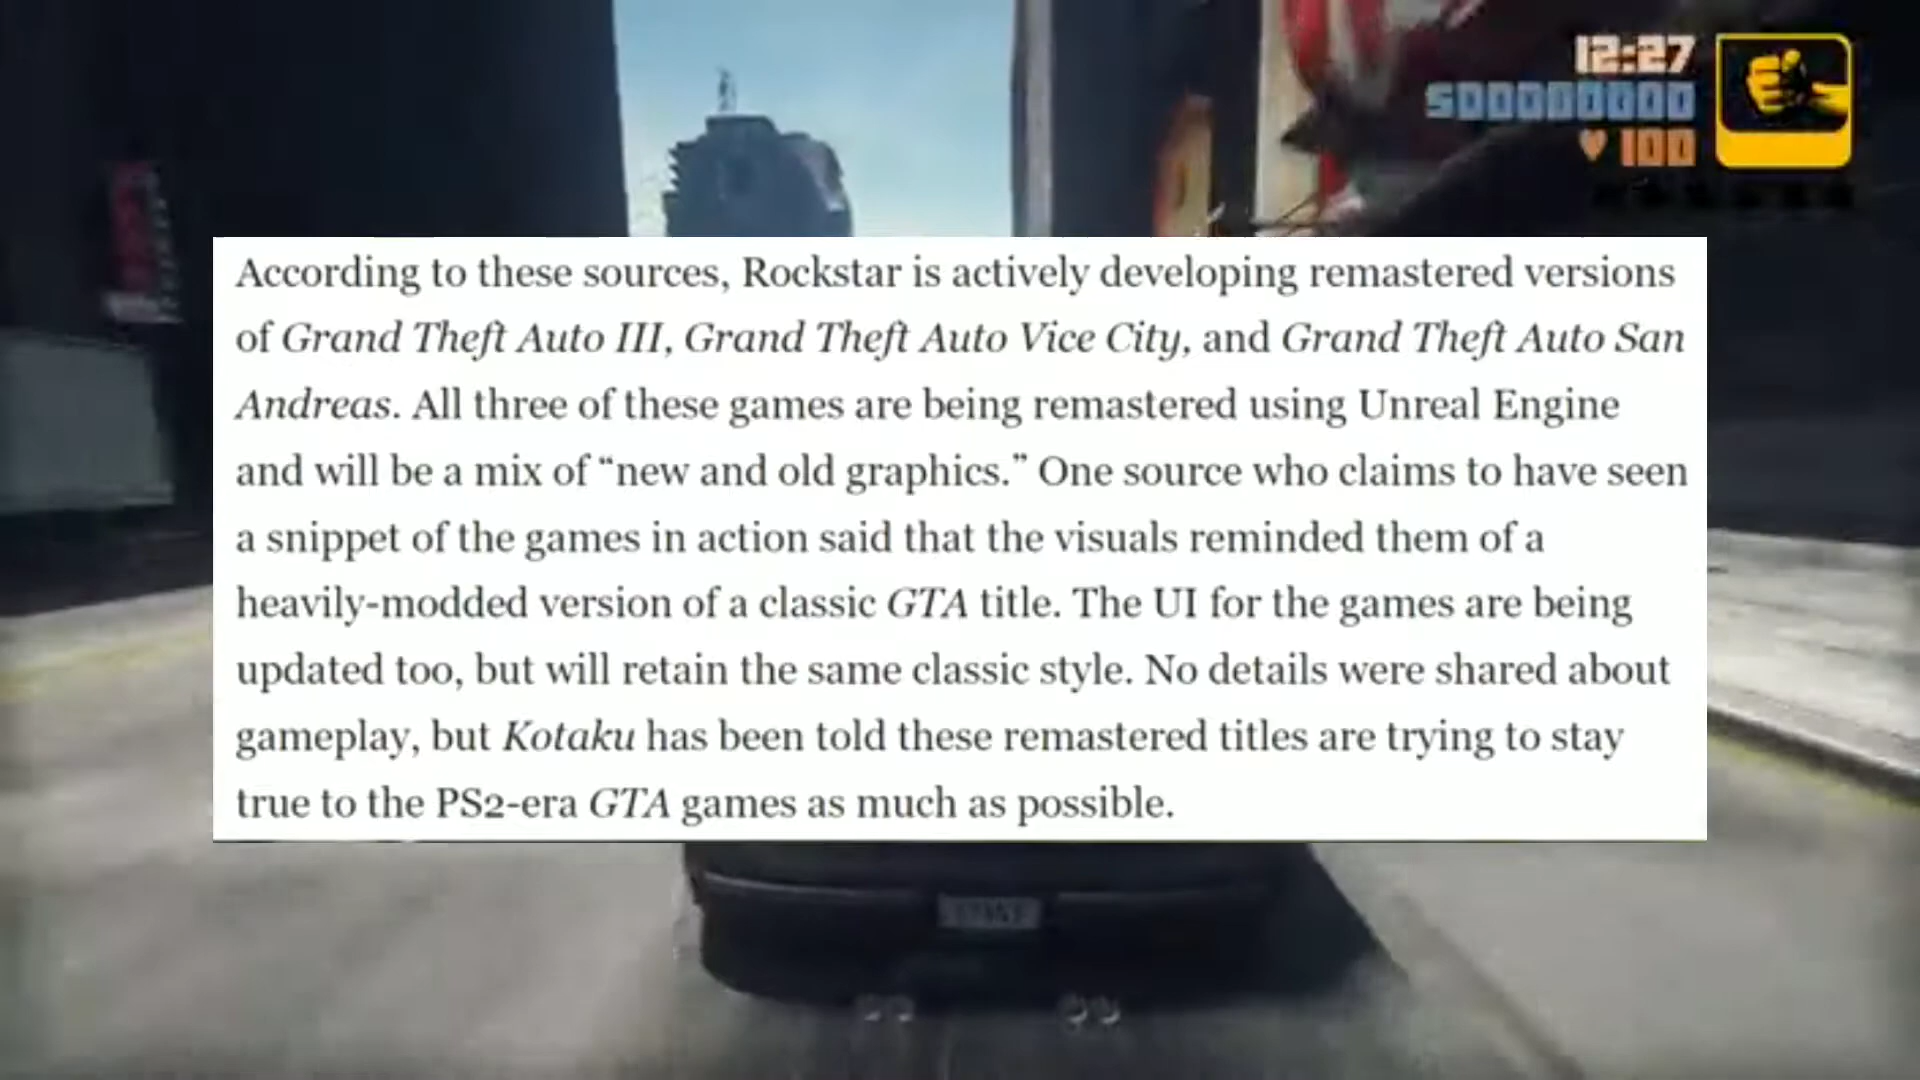 12:27
$00000000
100
According to these sources, Rockstar is actively developing remastered versions
of Grand Theft Auto III, Grand Theft Auto Vice City, and Grand Theft Auto San
Andreas. All three of these games are being remastered using Unreal Engine
and will be a mix of “new and old graphics.” One source who claims to have seen
a snippet of the games in action said that the visuals reminded them of a
heavily-modded version of a classic GTA title. The UI for the games are being
updated too, but will retain the same classic style. No details were shared about
gameplay, but Kotaku has been told these remastered titles are trying to stay
true to the PS2-era GTA games as much as possible.